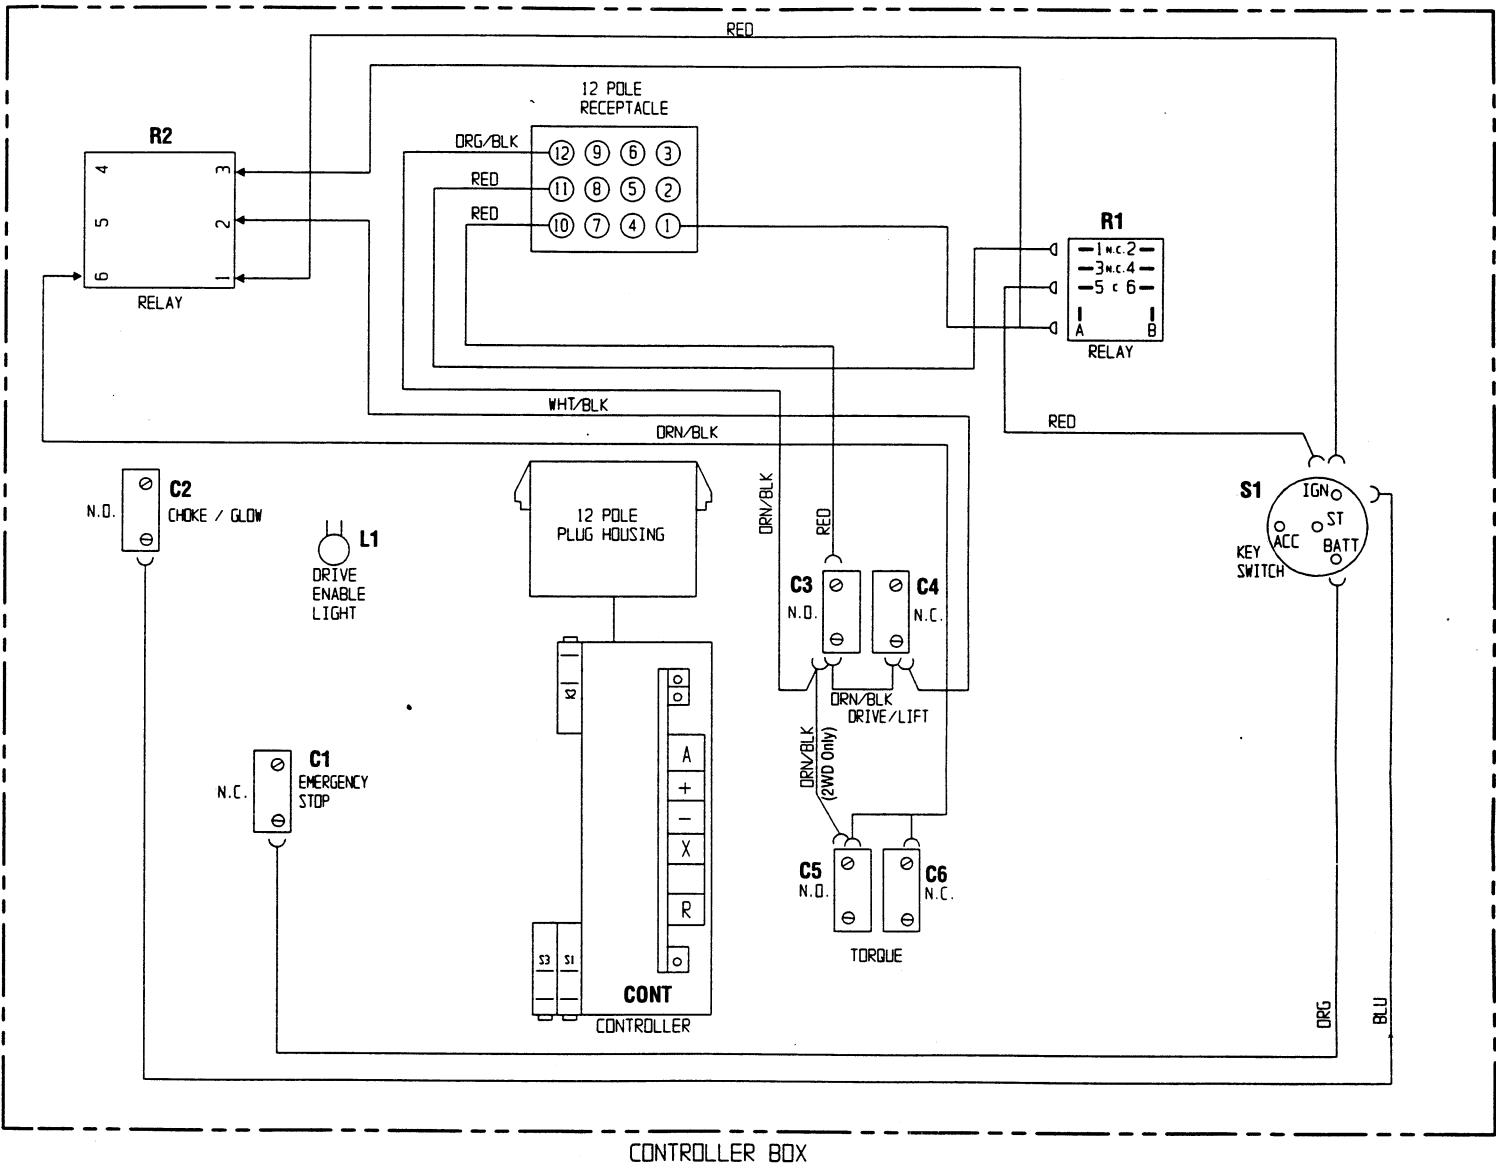 RED
12 POLE
RECEPTACLE
R2
4 3
5 2
6 1
RELAY
ORG/BLK
RED
RED
12 9 6 3
11 8 5 2
10 7 4 1
R1
1 N.C. 2
3 N.C. 4
5 C 6
A B
RELAY
WHT/BLK
ORN/BLK
RED
C2
N.O.
CHOKE / GLOW
L1
DRIVE
ENABLE
LIGHT
12 POLE
PLUG HOUSING
ORN/BLK
RED
S1
IGN
ST
ACC
BATT
KEY
SWITCH
C3
N.O.
C4
N.C.
ORN/BLK
DRIVE/LIFT
ORN/BLK
(2WD Only)
C1
N.C.
EMERGENCY
STOP
K3
A
+
-
X
R
S3 S1
CONT
CONTROLLER
C5
N.O.
C6
N.C.
TORQUE
ORG
BLU
CONTROLLER BOX